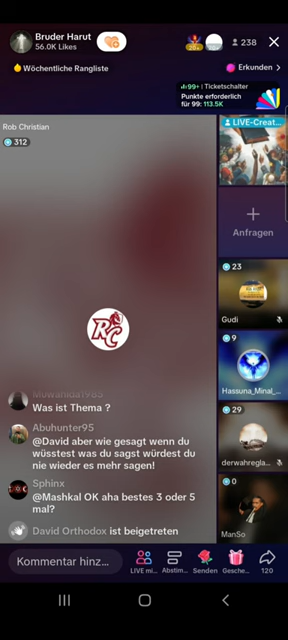 Bruder Harut
56.0K Likes
20+
238
Wöchentliche Rangliste
Erkunden >
99+ | Ticketschalter
Punkte erforderlich
für 99: 113.5K
Rob Christian
312
LIVE-Creat...
+
Anfragen
RC
23
Gudi
9
Hassuna_Minal_...
29
derwahregla...
0
ManSo
Muwahida1985
Was ist Thema ?
Abuhunter95
@David aber wie gesagt wenn du
wüsstest was du sagst würdest du
nie wieder es mehr sagen!
Sphinx
@Mashkal OK aha bestes 3 oder 5
mal?
David Orthodox ist beigetreten
Kommentar hinz...
LIVE mi...
Abstim...
Senden
Gesche...
120